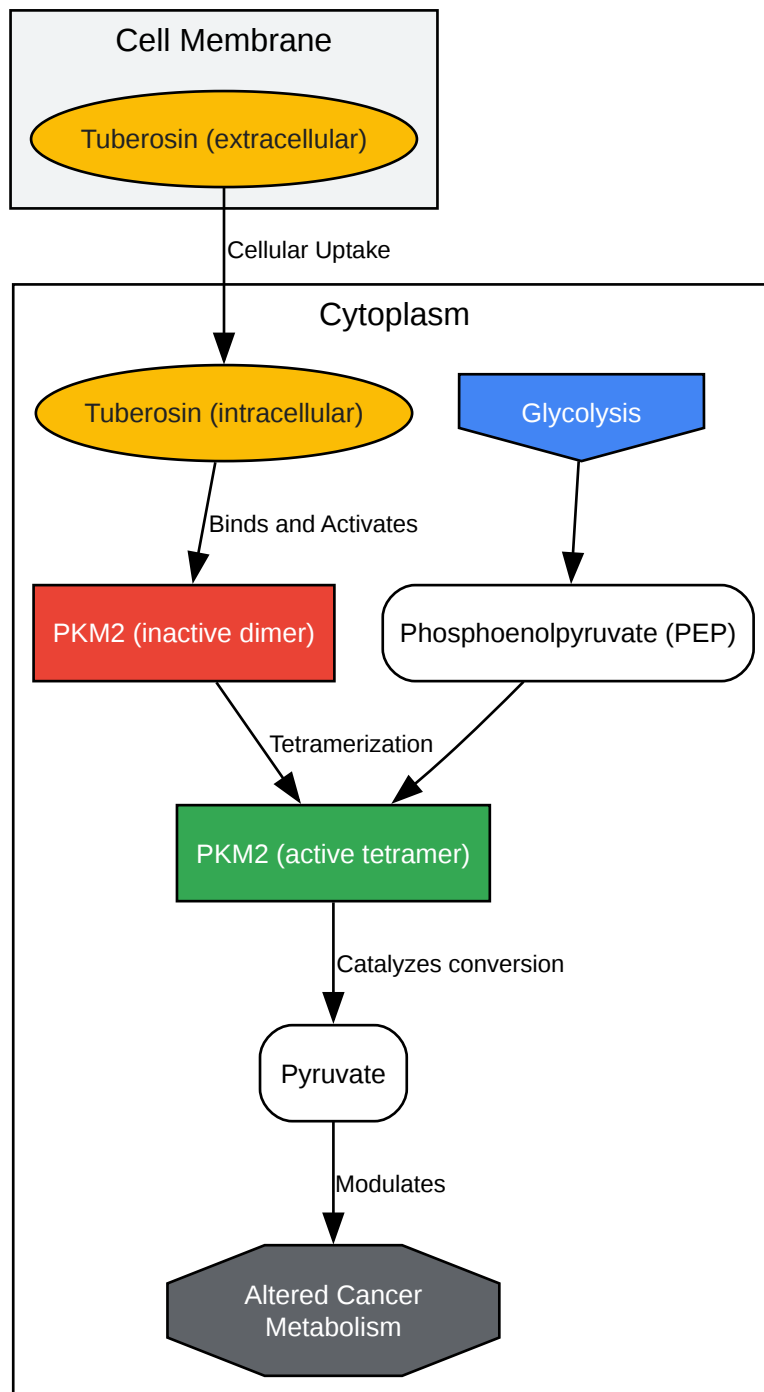 Cell Membrane
Tuberosin (extracellular)
Cellular Uptake
Cytoplasm
Tuberosin (intracellular)
Glycolysis
Binds and Activates
PKM2 (inactive dimer)
Phosphoenolpyruvate (PEP)
Tetramerization
PKM2 (active tetramer)
Catalyzes conversion
Pyruvate
Modulates
Altered Cancer
Metabolism